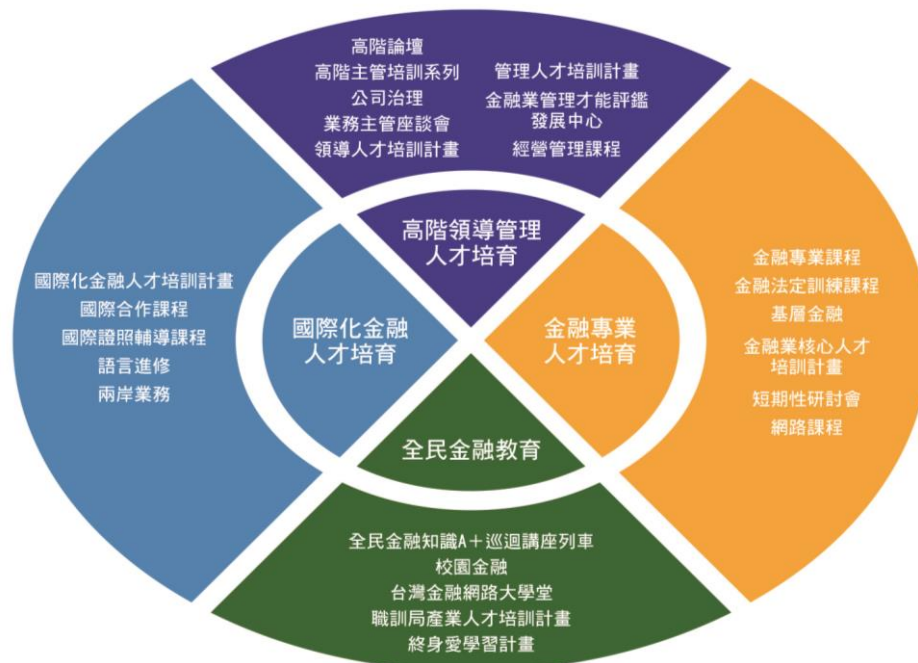 高階論壇
高階主管培訓系列
公司治理
業務主管座談會
領導人才培訓計畫
管理人才培訓計畫
金融業管理才能評鑑
發展中心
經營管理課程
高階領導管理
人才培育
國際化金融人才培訓計畫
國際合作課程
國際證照輔導課程
語言進修
兩岸業務
國際化金融
人才培育
金融專業
人才培育
金融專業課程
金融法定訓練課程
基層金融
金融業核心人才
培訓計畫
短期性研討會
網路課程
全民金融教育
全民金融知識A＋巡迴講座列車
校園金融
台灣金融網路大學堂
職訓局產業人才培訓計畫
終身愛學習計畫